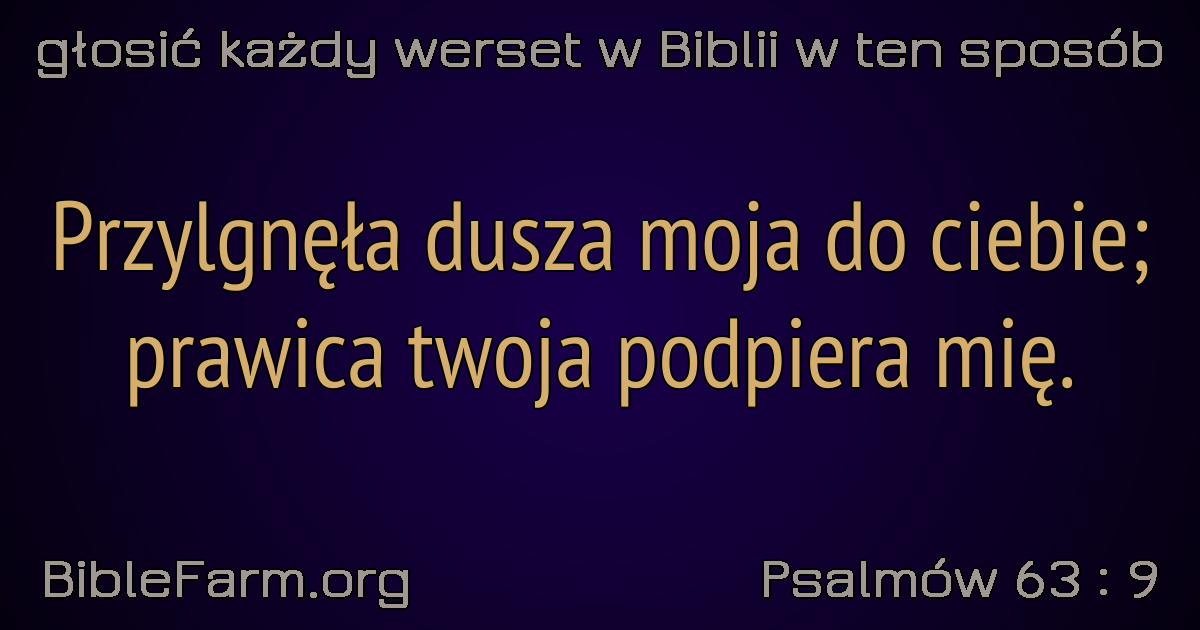 głosić każdy werset w Biblii w ten sposób
Przylgnęła dusza moja do ciebie;
prawica twoja podpiera mię.
BibleFarm.org
Psalmów 63 : 9